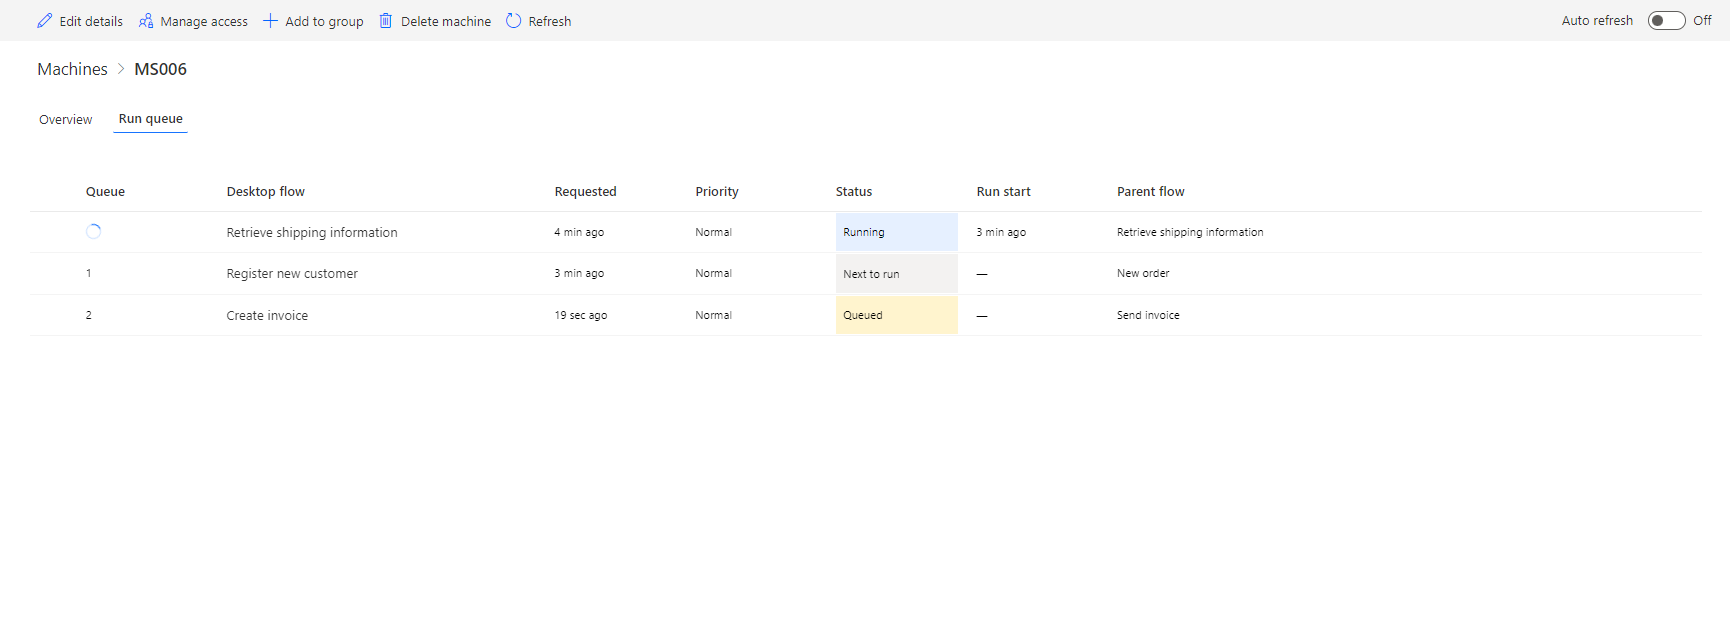 Edit details Manage access Add to group Delete machine Refresh Auto refresh Off
Machines > MS006
Overview Run queue
Queue Desktop flow Requested Priority Status Run start Parent flow
Retrieve shipping information 4 min ago Normal Running 3 min ago Retrieve shipping information
1 Register new customer 3 min ago Normal Next to run — New order
2 Create invoice 19 sec ago Normal Queued — Send invoice